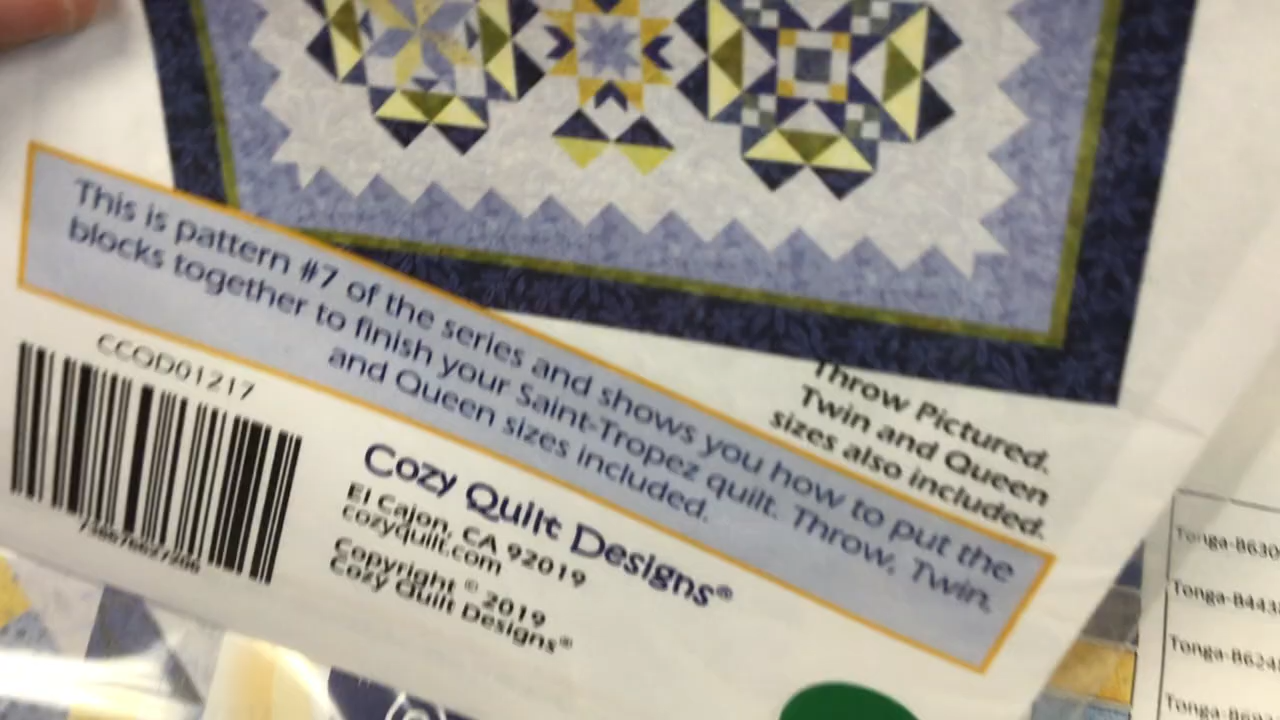 This is pattern #7 of the series and shows you how to put the
blocks together to finish your Saint-Tropez quilt. Throw, Twin,
and Queen sizes included.
Throw Pictured.
Twin and Queen
sizes also included.
CCQD01217
Cozy Quilt Designs®
El Cajon, CA 92019
cozyquilt.com
Copyright © 2019
Cozy Quilt Designs®
Tonga-B630
Tonga-B443
Tonga-B624